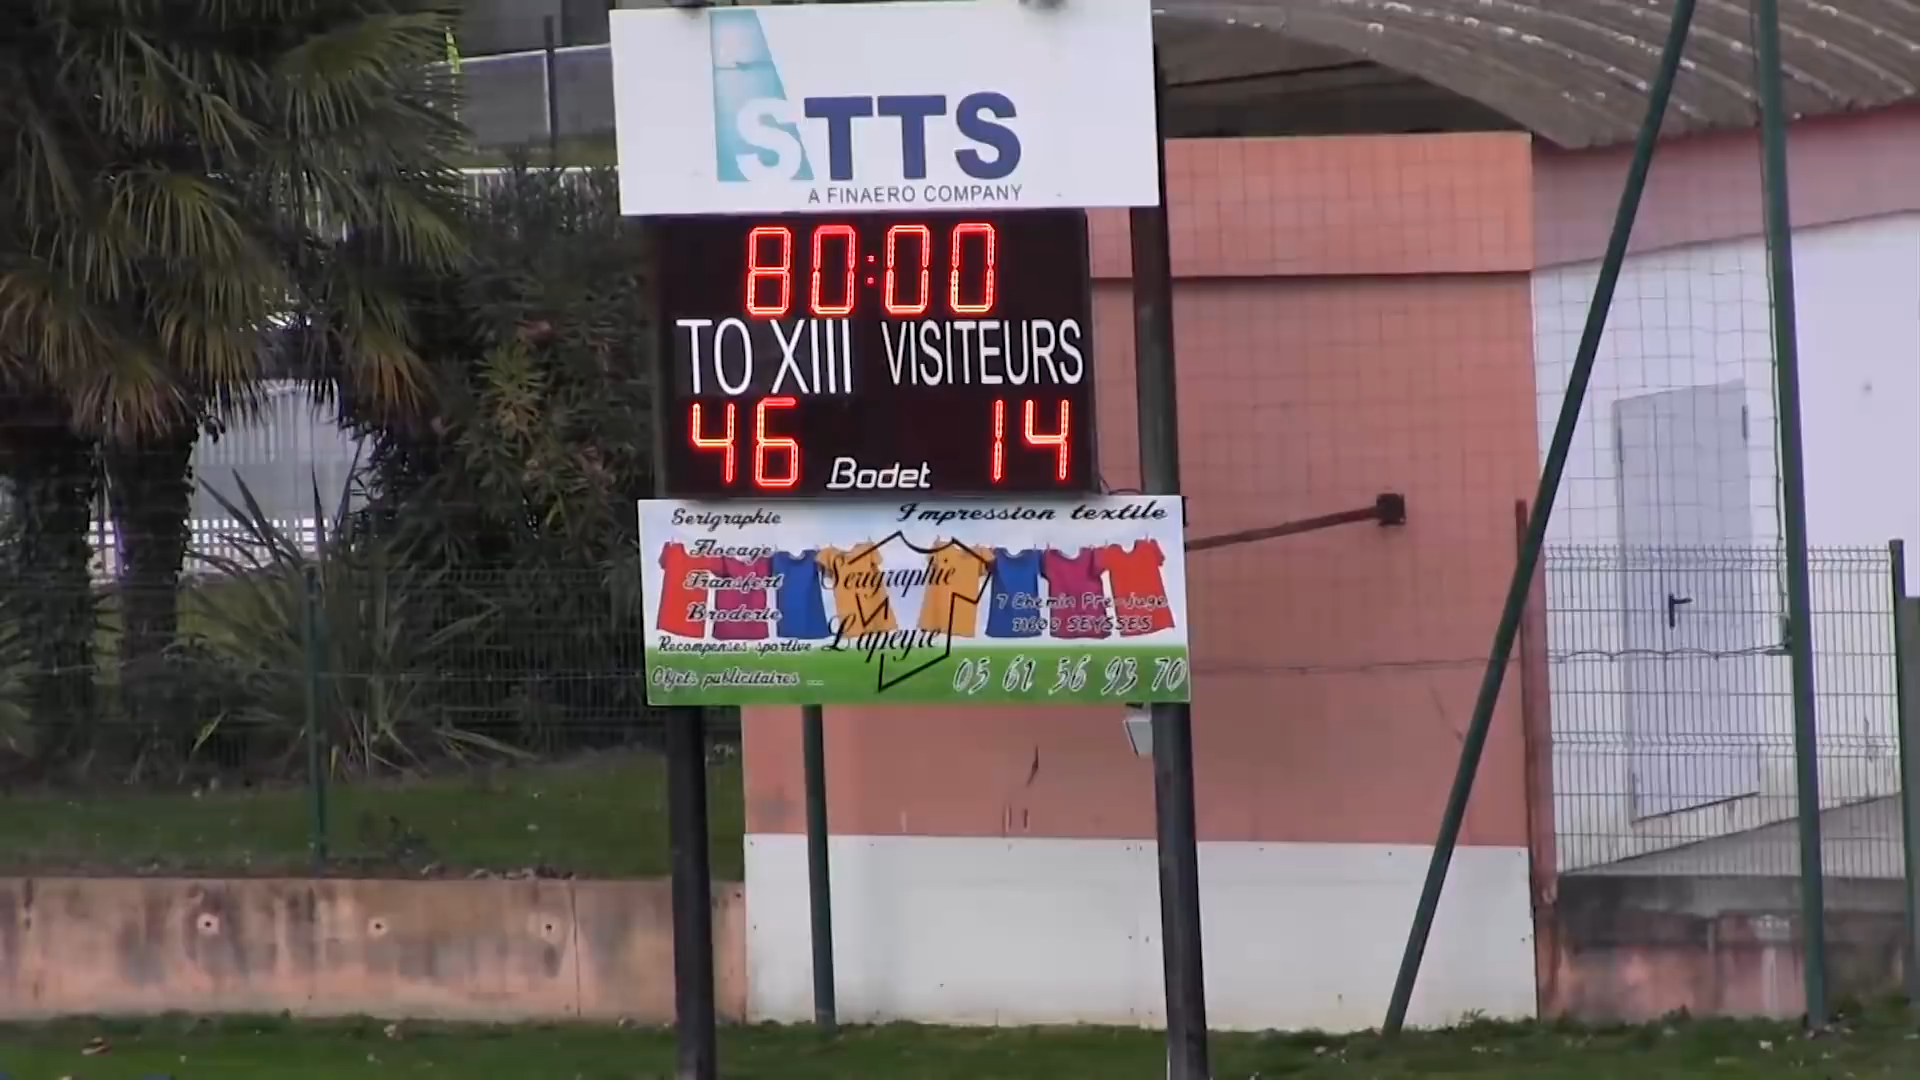 STTS
A FINAERO COMPANY
80:00
TO XIII VISITEURS
46 14
Bodet
Serigraphie Impression textile
Flocage
Transfert
Broderie
Serigraphie
Lapeyre
7 Chemin Pre-juge
31600 SEYSSES
Recompenses sportive
Objets publicitaires ...
05 61 56 93 70